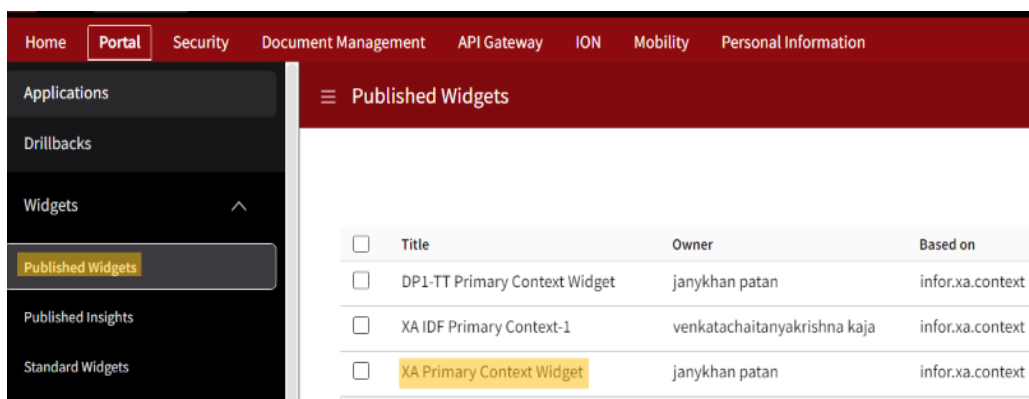 Home Portal Security Document Management API Gateway ION Mobility Personal Information
Applications
Published Widgets
Drillbacks
Widgets
Published Widgets
Published Insights
Standard Widgets
Title Owner Based on
DP1-TT Primary Context Widget janykhan patan infor.xa.context
XA IDF Primary Context-1 venkatachaitanyakrishna kaja infor.xa.context
XA Primary Context Widget janykhan patan infor.xa.context